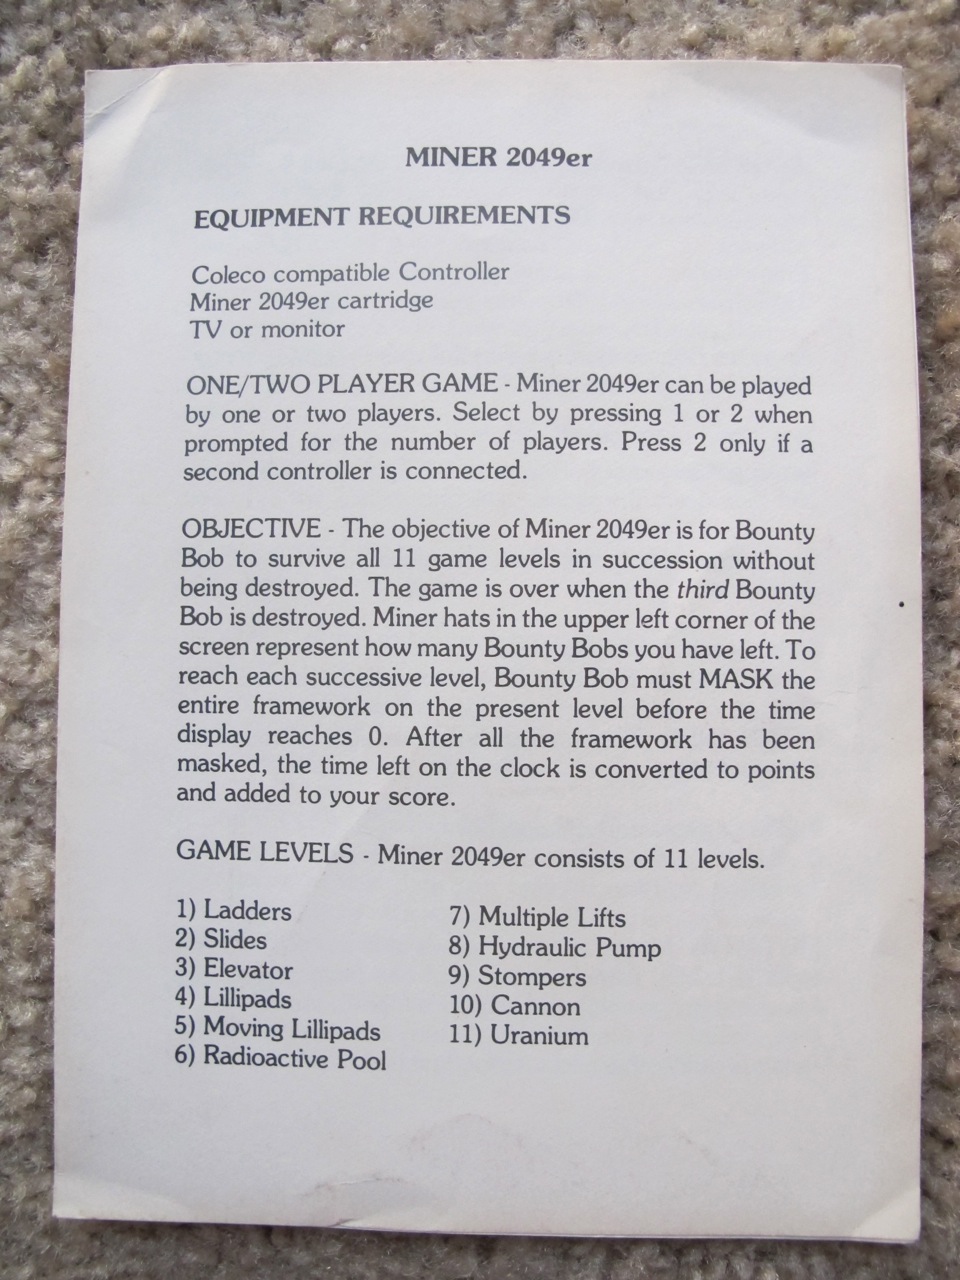 MINER 2049er
EQUIPMENT REQUIREMENTS
Coleco compatible Controller
Miner 2049er cartridge
TV or monitor
ONE/TWO PLAYER GAME - Miner 2049er can be played
by one or two players. Select by pressing 1 or 2 when
prompted for the number of players. Press 2 only if a
second controller is connected.
OBJECTIVE - The objective of Miner 2049er is for Bounty
Bob to survive all 11 game levels in succession without
being destroyed. The game is over when the third Bounty
Bob is destroyed. Miner hats in the upper left corner of the
screen represent how many Bounty Bobs you have left. To
reach each successive level, Bounty Bob must MASK the
entire framework on the present level before the time
display reaches 0. After all the framework has been
masked, the time left on the clock is converted to points
and added to your score.
GAME LEVELS - Miner 2049er consists of 11 levels.
1) Ladders
2) Slides
3) Elevator
4) Lillipads
5) Moving Lillipads
6) Radioactive Pool
7) Multiple Lifts
8) Hydraulic Pump
9) Stompers
10) Cannon
11) Uranium